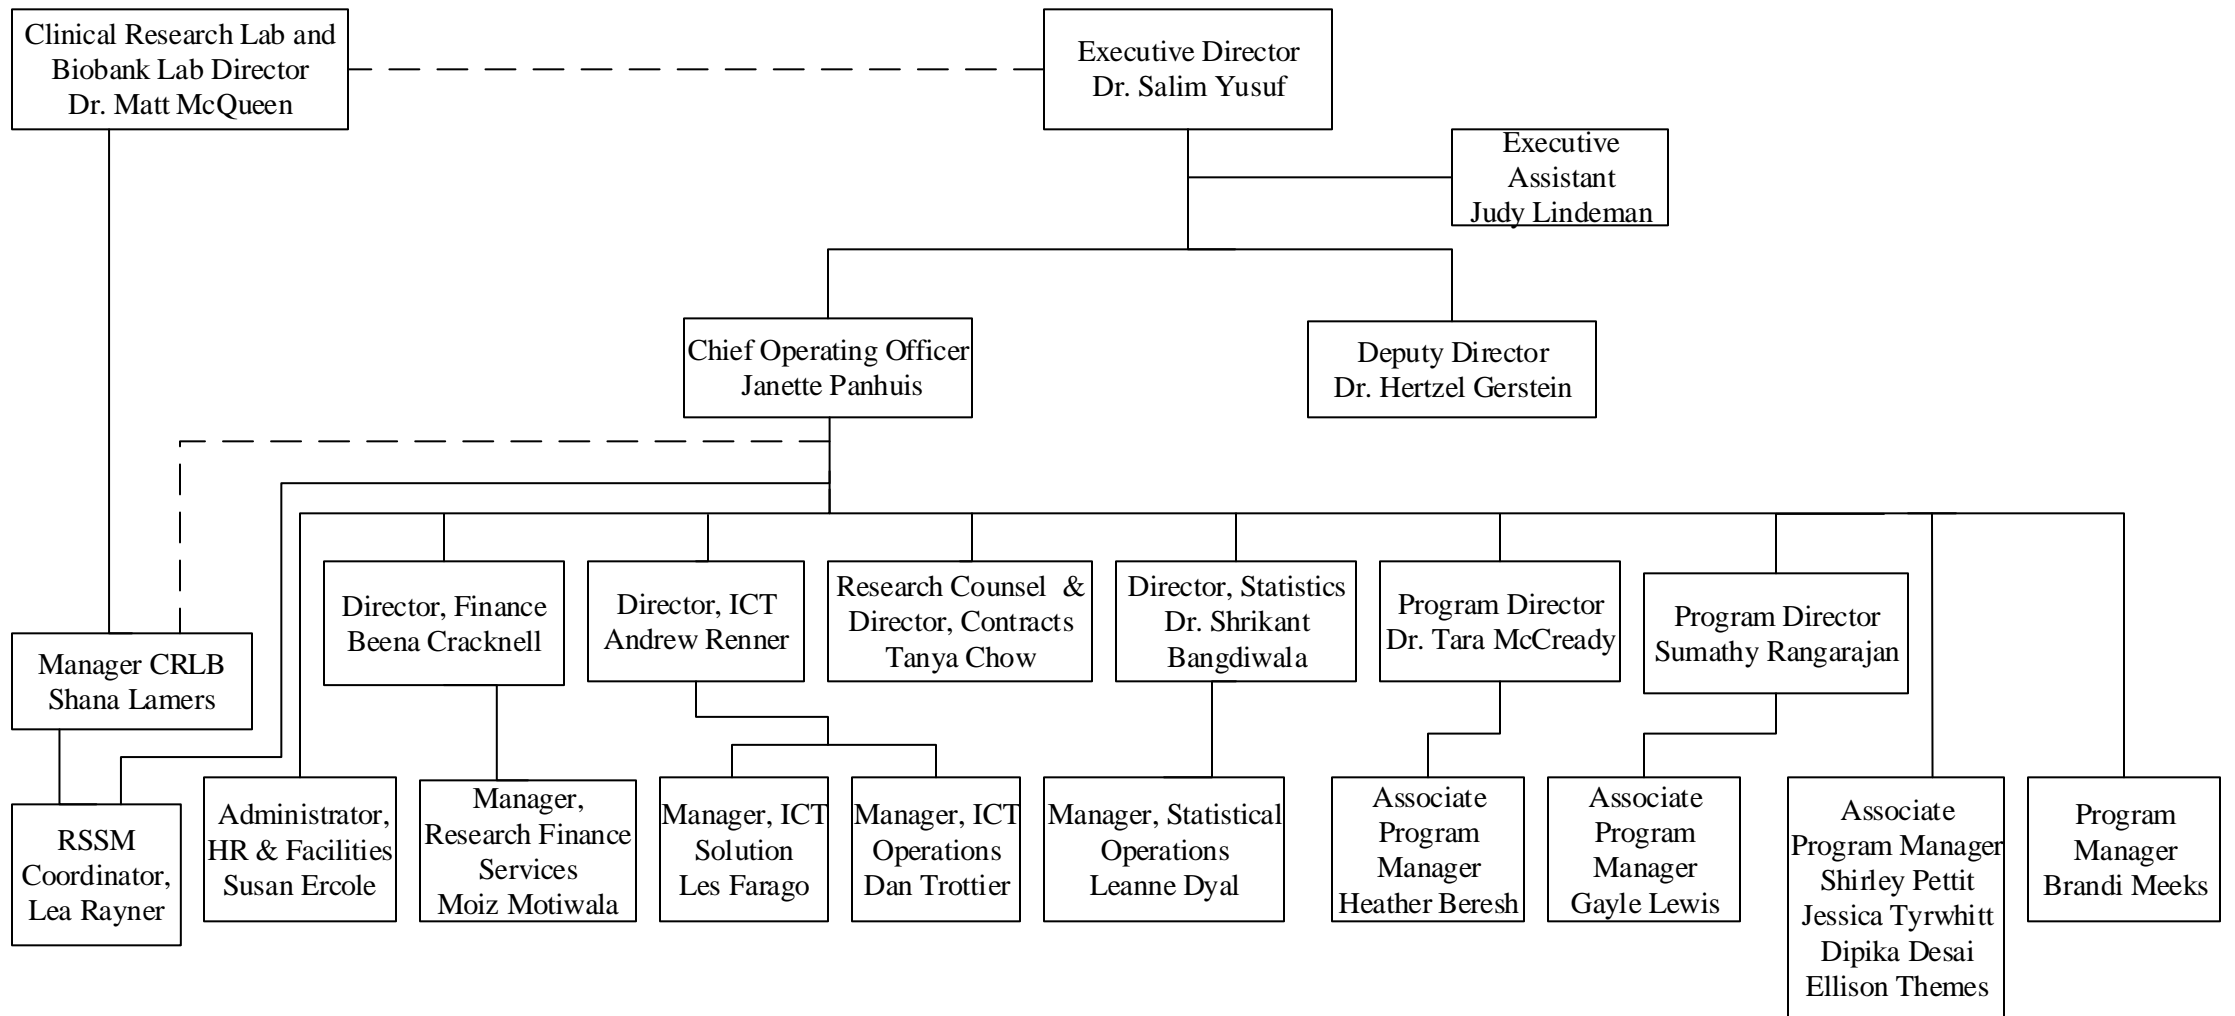 Clinical Research Lab and
Biobank Lab Director
Dr. Matt McQueen
Executive Director
Dr. Salim Yusuf
Executive
Assistant
Judy Lindeman
Chief Operating Officer
Janette Panhuis
Deputy Director
Dr. Hertzel Gerstein
Director, Finance
Beena Cracknell
Director, ICT
Andrew Renner
Research Counsel &
Director, Contracts
Tanya Chow
Director, Statistics
Dr. Shrikant
Bangdiwala
Program Director
Dr. Tara McCready
Program Director
Sumathy Rangarajan
Manager CRLB
Shana Lamers
RSSM
Coordinator,
Lea Rayner
Administrator,
HR & Facilities
Susan Ercole
Manager,
Research Finance
Services
Moiz Motiwala
Manager, ICT
Solution
Les Farago
Manager, ICT
Operations
Dan Trottier
Manager, Statistical
Operations
Leanne Dyal
Associate
Program
Manager
Heather Beresh
Associate
Program
Manager
Gayle Lewis
Associate
Program Manager
Shirley Pettit
Jessica Tyrwhitt
Dipika Desai
Ellison Themes
Program
Manager
Brandi Meeks